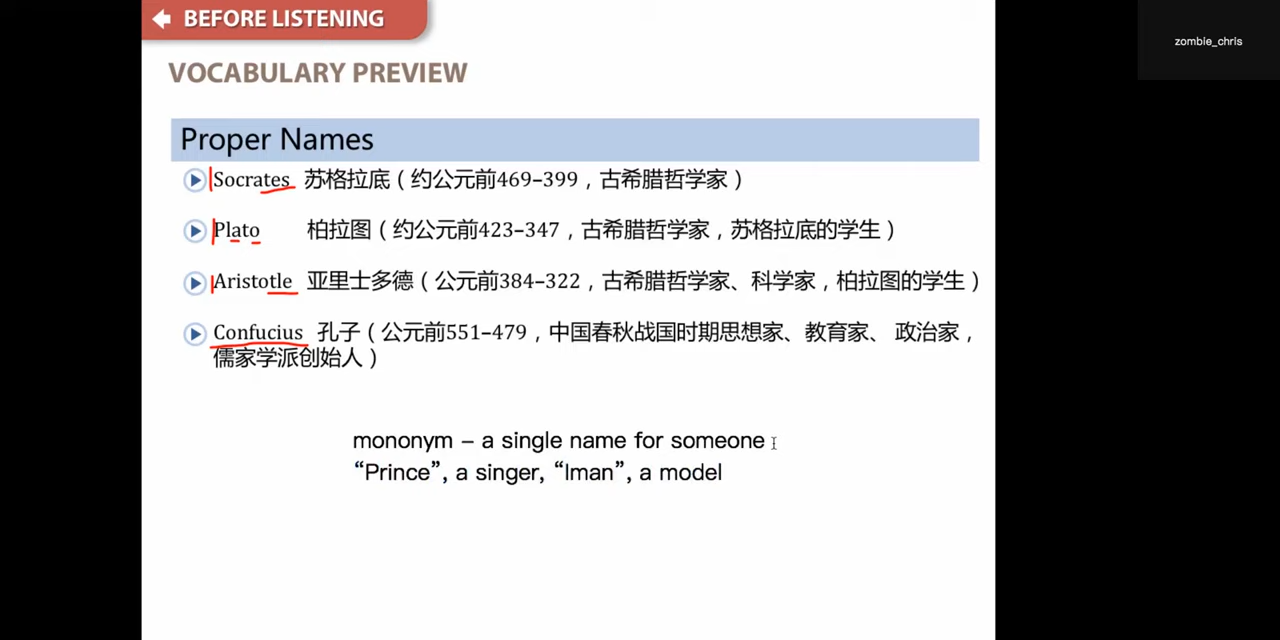 BEFORE LISTENING
zombie_chris
VOCABULARY PREVIEW
Proper Names
Socrates 苏格拉底（约公元前469–399，古希腊哲学家）
Plato 柏拉图（约公元前423–347，古希腊哲学家，苏格拉底的学生）
Aristotle 亚里士多德（公元前384–322，古希腊哲学家、科学家，柏拉图的学生）
Confucius 孔子（公元前551–479，中国春秋战国时期思想家、教育家、 政治家，
儒家学派创始人）
mononym – a single name for someone
“Prince”, a singer, “Iman”, a model